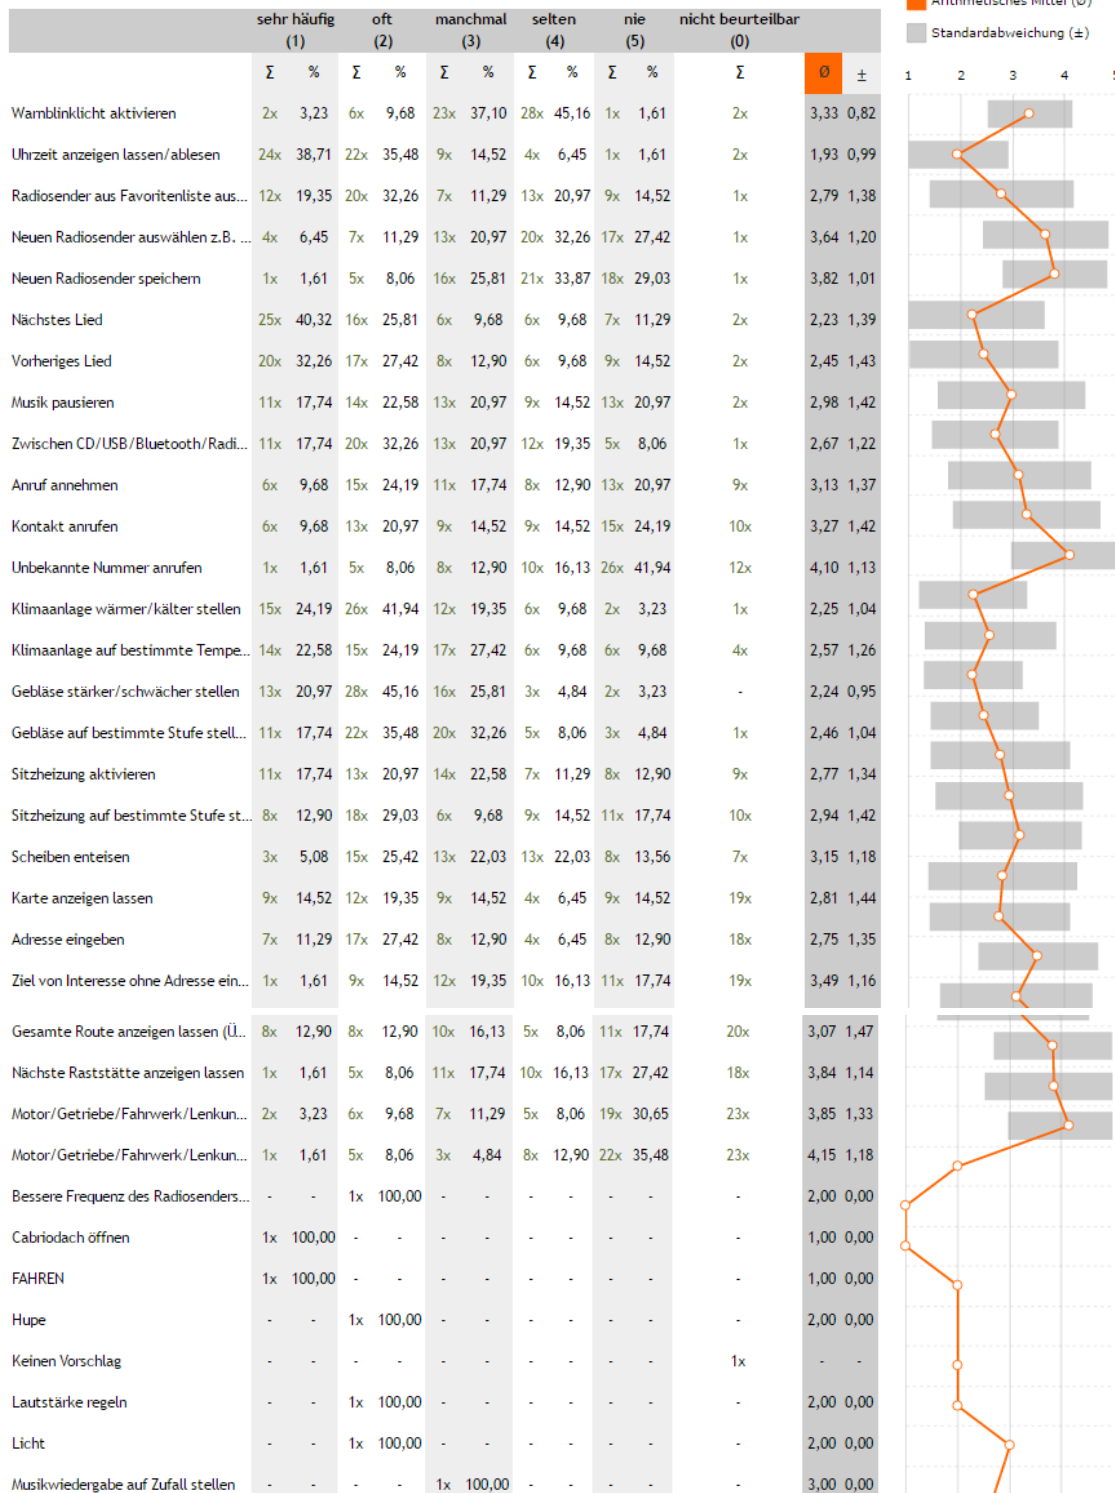 Arithmetisches Mittel (Ø)
Standardabweichung (±)
sehr häufig oft manchmal selten nie nicht beurteilbar
(1) (2) (3) (4) (5) (0)
Σ % Σ % Σ % Σ % Σ % Σ Ø ± 1 2 3 4 5
Warnblinklicht aktivieren 2x 3,23 6x 9,68 23x 37,10 28x 45,16 1x 1,61 2x 3,33 0,82
Uhrzeit anzeigen lassen/ablesen 24x 38,71 22x 35,48 9x 14,52 4x 6,45 1x 1,61 2x 1,93 0,99
Radiosender aus Favoritenliste aus... 12x 19,35 20x 32,26 7x 11,29 13x 20,97 9x 14,52 1x 2,79 1,38
Neuen Radiosender auswählen z.B. ... 4x 6,45 7x 11,29 13x 20,97 20x 32,26 17x 27,42 1x 3,64 1,20
Neuen Radiosender speichern 1x 1,61 5x 8,06 16x 25,81 21x 33,87 18x 29,03 1x 3,82 1,01
Nächstes Lied 25x 40,32 16x 25,81 6x 9,68 6x 9,68 7x 11,29 2x 2,23 1,39
Vorheriges Lied 20x 32,26 17x 27,42 8x 12,90 6x 9,68 9x 14,52 2x 2,45 1,43
Musik pausieren 11x 17,74 14x 22,58 13x 20,97 9x 14,52 13x 20,97 2x 2,98 1,42
Zwischen CD/USB/Bluetooth/Radi... 11x 17,74 20x 32,26 13x 20,97 12x 19,35 5x 8,06 1x 2,67 1,22
Anruf annehmen 6x 9,68 15x 24,19 11x 17,74 8x 12,90 13x 20,97 9x 3,13 1,37
Kontakt anrufen 6x 9,68 13x 20,97 9x 14,52 9x 14,52 15x 24,19 10x 3,27 1,42
Unbekannte Nummer anrufen 1x 1,61 5x 8,06 8x 12,90 10x 16,13 26x 41,94 12x 4,10 1,13
Klimaanlage wärmer/kälter stellen 15x 24,19 26x 41,94 12x 19,35 6x 9,68 2x 3,23 1x 2,25 1,04
Klimaanlage auf bestimmte Tempe... 14x 22,58 15x 24,19 17x 27,42 6x 9,68 6x 9,68 4x 2,57 1,26
Gebläse stärker/schwächer stellen 13x 20,97 28x 45,16 16x 25,81 3x 4,84 2x 3,23 - 2,24 0,95
Gebläse auf bestimmte Stufe stell... 11x 17,74 22x 35,48 20x 32,26 5x 8,06 3x 4,84 1x 2,46 1,04
Sitzheizung aktivieren 11x 17,74 13x 20,97 14x 22,58 7x 11,29 8x 12,90 9x 2,77 1,34
Sitzheizung auf bestimmte Stufe st... 8x 12,90 18x 29,03 6x 9,68 9x 14,52 11x 17,74 10x 2,94 1,42
Scheiben enteisen 3x 5,08 15x 25,42 13x 22,03 13x 22,03 8x 13,56 7x 3,15 1,18
Karte anzeigen lassen 9x 14,52 12x 19,35 9x 14,52 4x 6,45 9x 14,52 19x 2,81 1,44
Adresse eingeben 7x 11,29 17x 27,42 8x 12,90 4x 6,45 8x 12,90 18x 2,75 1,35
Ziel von Interesse ohne Adresse ein... 1x 1,61 9x 14,52 12x 19,35 10x 16,13 11x 17,74 19x 3,49 1,16
Gesamte Route anzeigen lassen (Ü... 8x 12,90 8x 12,90 10x 16,13 5x 8,06 11x 17,74 20x 3,07 1,47
Nächste Raststätte anzeigen lassen 1x 1,61 5x 8,06 11x 17,74 10x 16,13 17x 27,42 18x 3,84 1,14
Motor/Getriebe/Fahrwerk/Lenkun... 2x 3,23 6x 9,68 7x 11,29 5x 8,06 19x 30,65 23x 3,85 1,33
Motor/Getriebe/Fahrwerk/Lenkun... 1x 1,61 5x 8,06 3x 4,84 8x 12,90 22x 35,48 23x 4,15 1,18
Bessere Frequenz des Radiosenders... - - 1x 100,00 - - - - - - - 2,00 0,00
Cabriodach öffnen 1x 100,00 - - - - - - - - - 1,00 0,00
FAHREN 1x 100,00 - - - - - - - - - 1,00 0,00
Hupe - - 1x 100,00 - - - - - - - 2,00 0,00
Keinen Vorschlag - - - - - - - - - - 1x - -
Lautstärke regeln - - 1x 100,00 - - - - - - - 2,00 0,00
Licht - - 1x 100,00 - - - - - - - 2,00 0,00
Musikwiedergabe auf Zufall stellen - - - - 1x 100,00 - - - - - 3,00 0,00